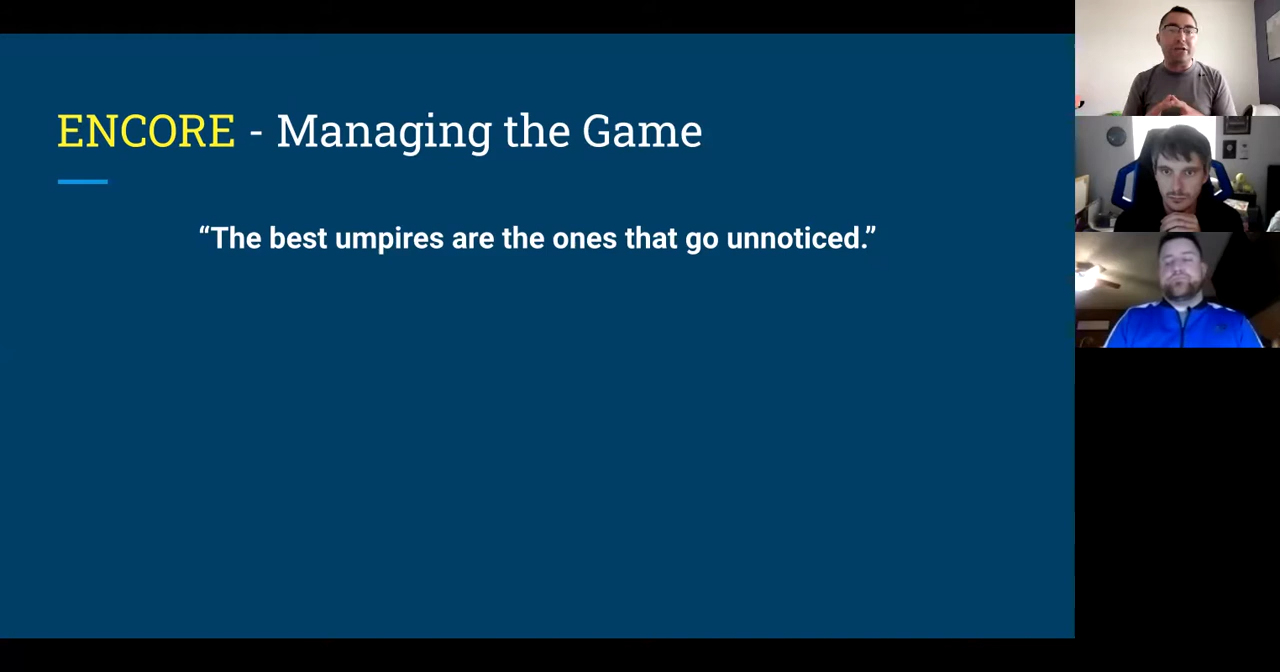 ENCORE - Managing the Game
“The best umpires are the ones that go unnoticed.”